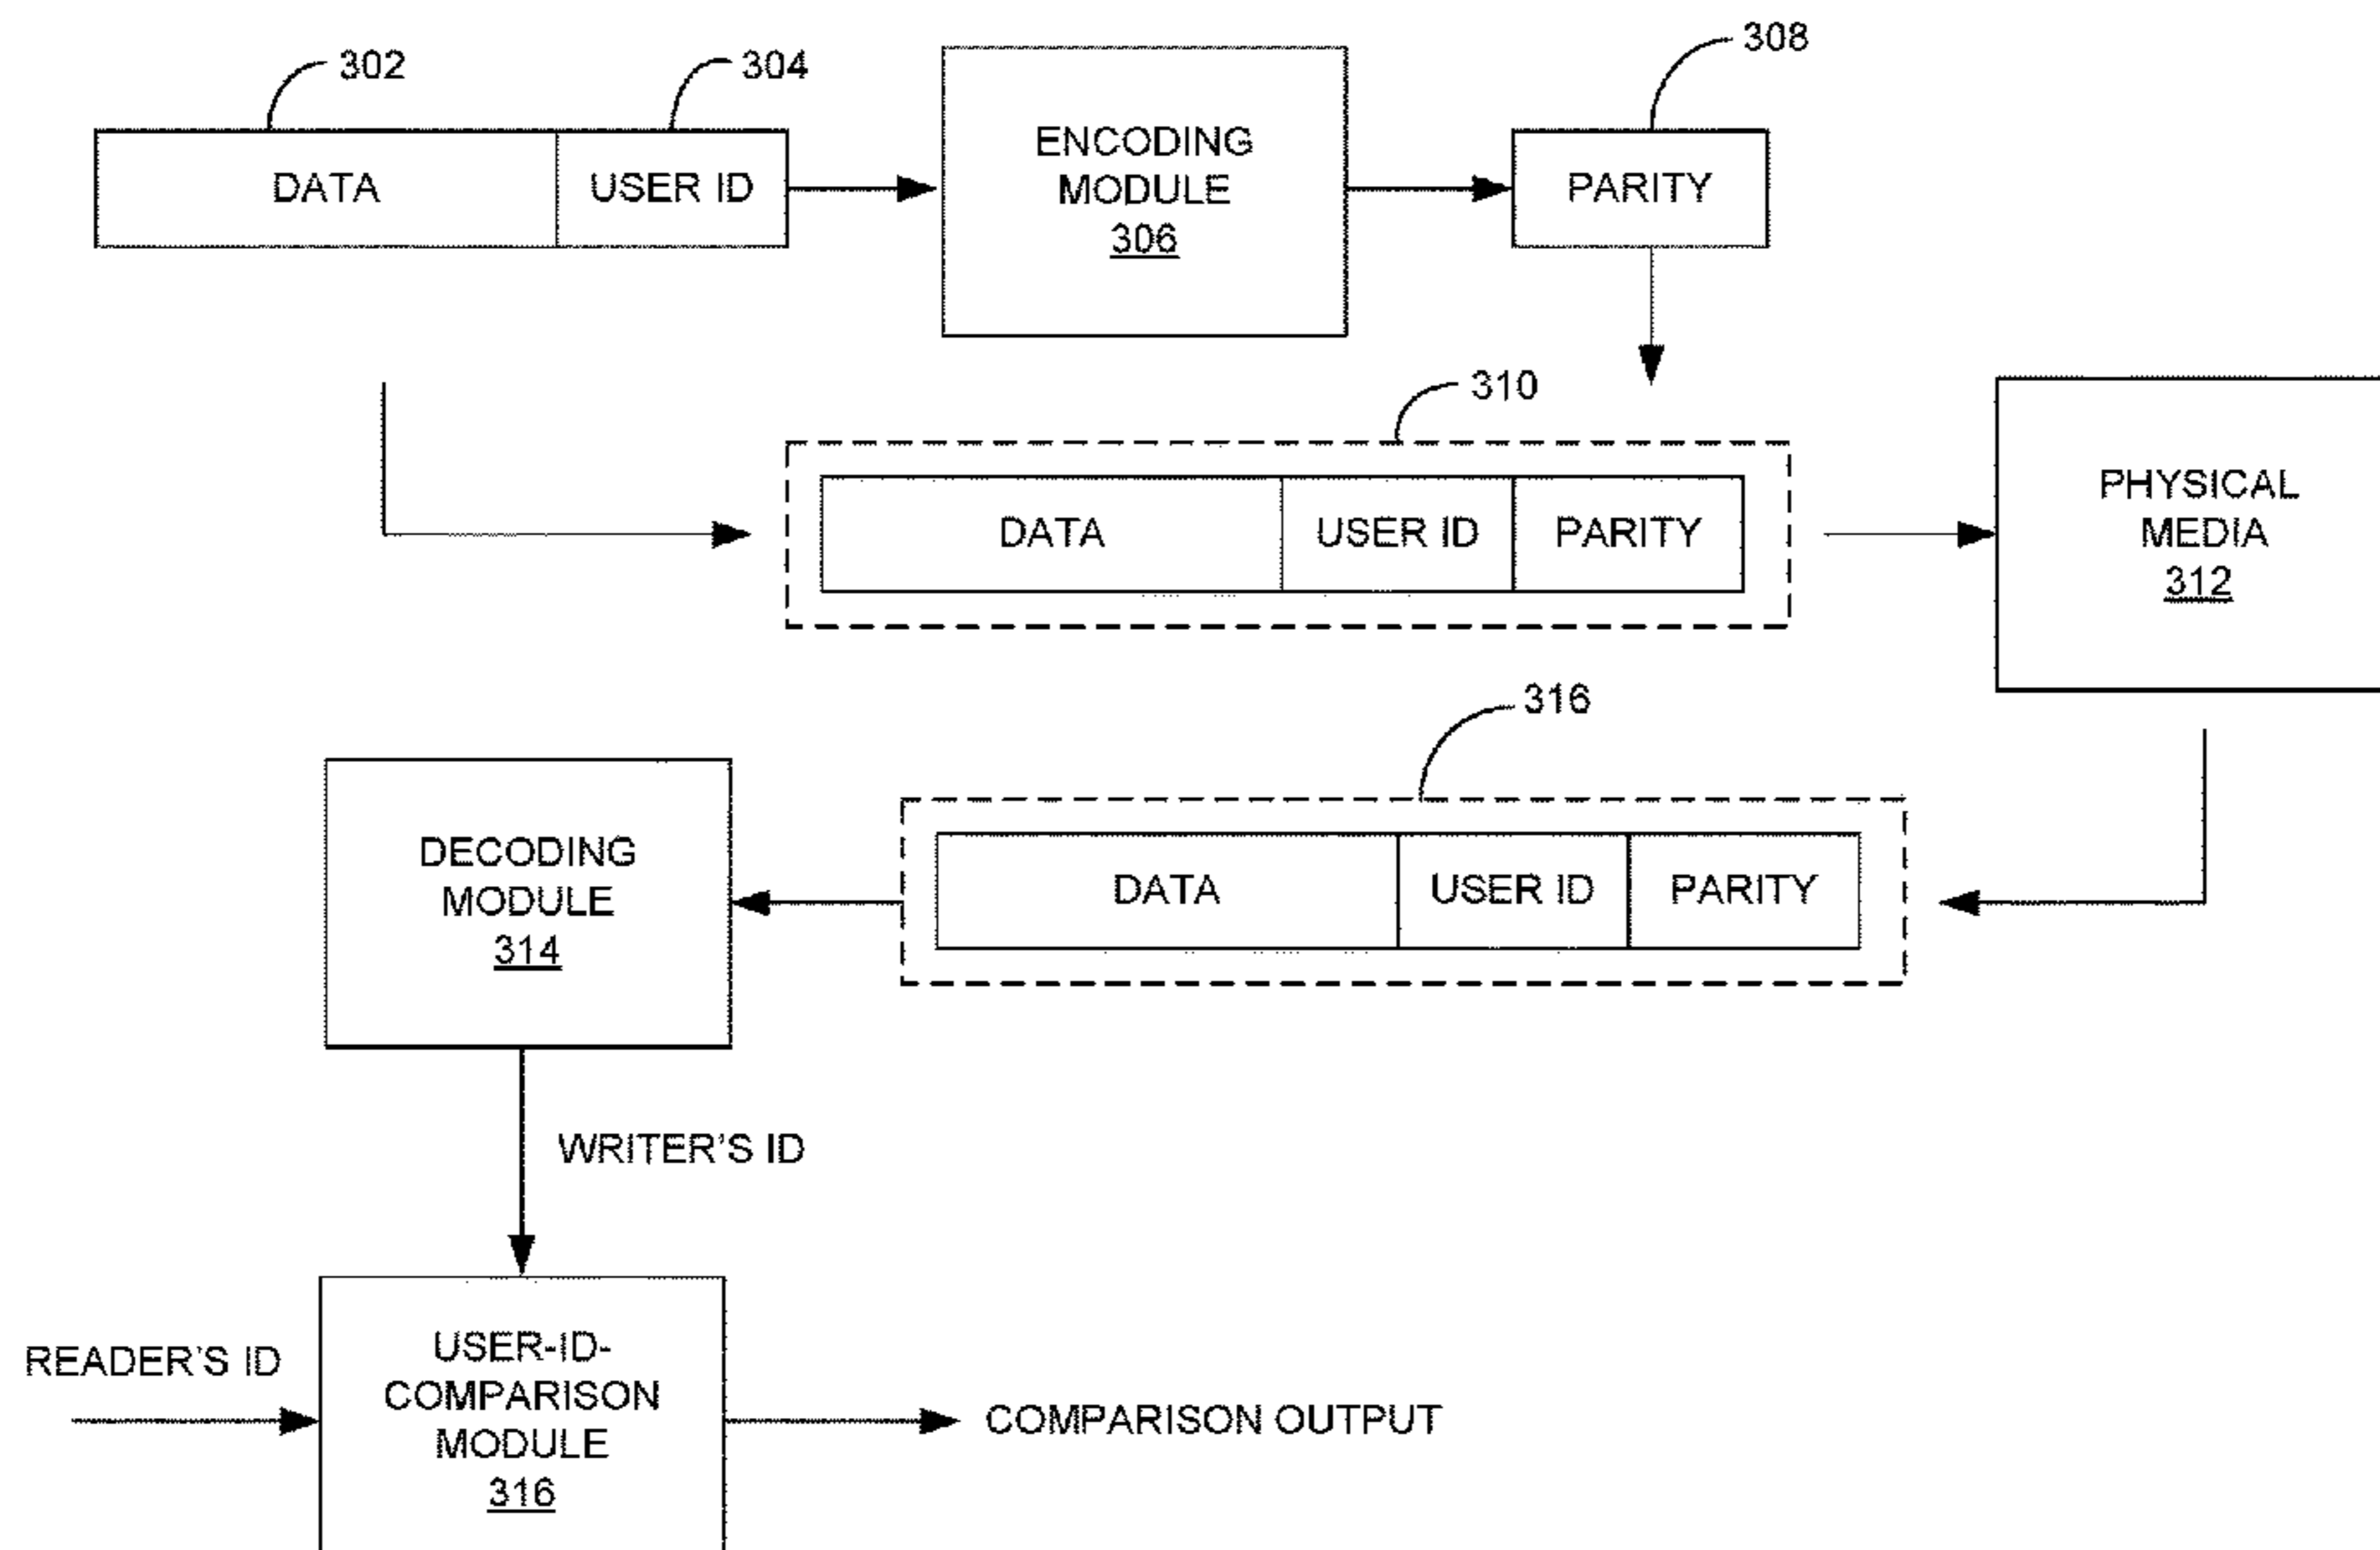 302
304
308
DATA
USER ID
ENCODING
MODULE
306
PARITY
310
DATA
USER ID
PARITY
PHYSICAL
MEDIA
312
316
DECODING
MODULE
314
DATA
USER ID
PARITY
WRITER'S ID
READER'S ID
USER-ID-
COMPARISON
MODULE
316
COMPARISON OUTPUT